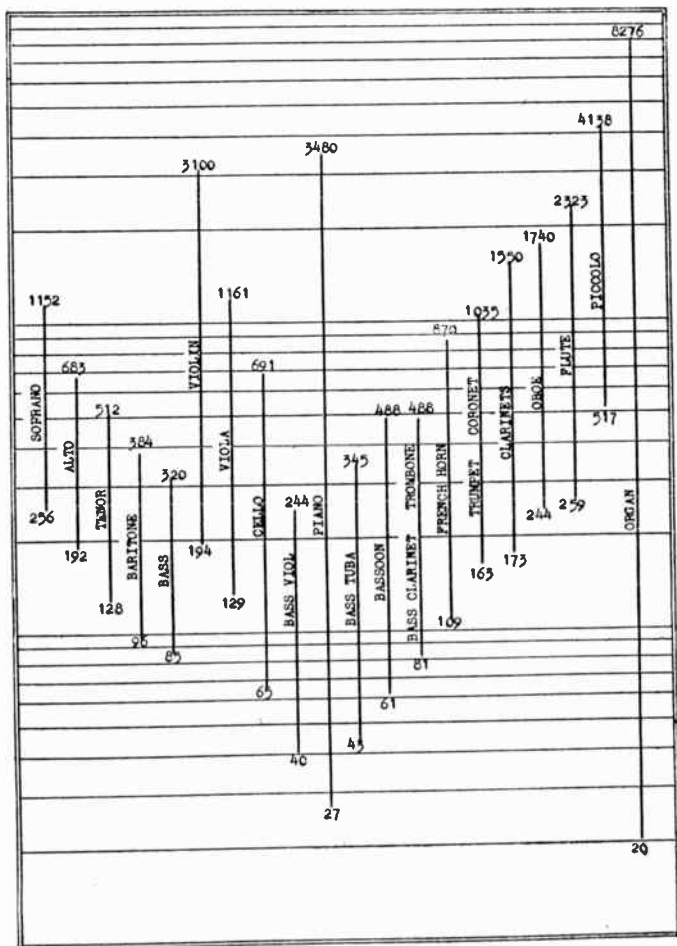 8276
4138
3480
3100
2323
1740
1550
1152
1161
1035
870
683
691
512
517
488
488
384
345
320
256
244
244
259
192
194
173
163
128
129
109
96
85
81
65
61
40
43
27
20
SOPRANO
ALTO
TENOR
BARITONE
BASS
VIOLIN
VIOLA
CELLO
BASS VIOL
PIANO
BASS TUBA
BASSOON
BASS CLARINET TROMBONE
FRENCH HORN
TRUMPET CORONET
CLARINETS
OBOE
FLUTE
PICCOLO
ORGAN